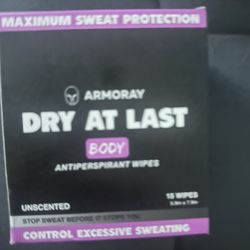 MAXIMUM SWEAT PROTECTION
ARMORAY
DRY AT LAST
BODY
ANTIPERSPIRANT WIPES
UNSCENTED
15 WIPES
STOP SWEAT BEFORE IT STOPS YOU
CONTROL EXCESSIVE SWEATING